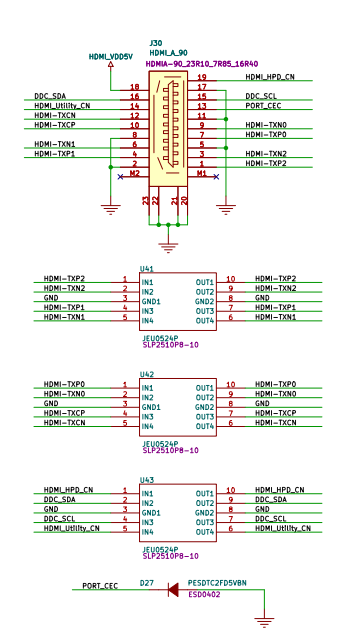 J30
HDMI_A_90
HDMI_VDD5V
HDMIA-90_23R10_7R85_16R40
19 HDMI_HPD_CN
18 17
DDC_SDA 16 15 DDC_SCL
HDMI_Utility_CN 14 13 PORT_CEC
HDMI-TXCN 12 11
HDMI-TXCP 10 9 HDMI-TXN0
8 7 HDMI-TXP0
HDMI-TXN1 6 5
HDMI-TXP1 4 3 HDMI-TXN2
2 1 HDMI-TXP2
M2 M1
23 22 21 20
U41
HDMI-TXP2 1 IN1 OUT1 10 HDMI-TXP2
HDMI-TXN2 2 IN2 OUT2 9 HDMI-TXN2
GND 3 GND1 GND2 8 GND
HDMI-TXP1 4 IN3 OUT3 7 HDMI-TXP1
HDMI-TXN1 5 IN4 OUT4 6 HDMI-TXN1
JEU0524P
SLP2510P8-10
U42
HDMI-TXP0 1 IN1 OUT1 10 HDMI-TXP0
HDMI-TXN0 2 IN2 OUT2 9 HDMI-TXN0
GND 3 GND1 GND2 8 GND
HDMI-TXCP 4 IN3 OUT3 7 HDMI-TXCP
HDMI-TXCN 5 IN4 OUT4 6 HDMI-TXCN
JEU0524P
SLP2510P8-10
U43
HDMI_HPD_CN 1 IN1 OUT1 10 HDMI_HPD_CN
DDC_SDA 2 IN2 OUT2 9 DDC_SDA
GND 3 GND1 GND2 8 GND
DDC_SCL 4 IN3 OUT3 7 DDC_SCL
HDMI_Utility_CN 5 IN4 OUT4 6 HDMI_Utility_CN
JEU0524P
SLP2510P8-10
PORT_CEC D27 PESDTC2FD5VBN
ESD0402